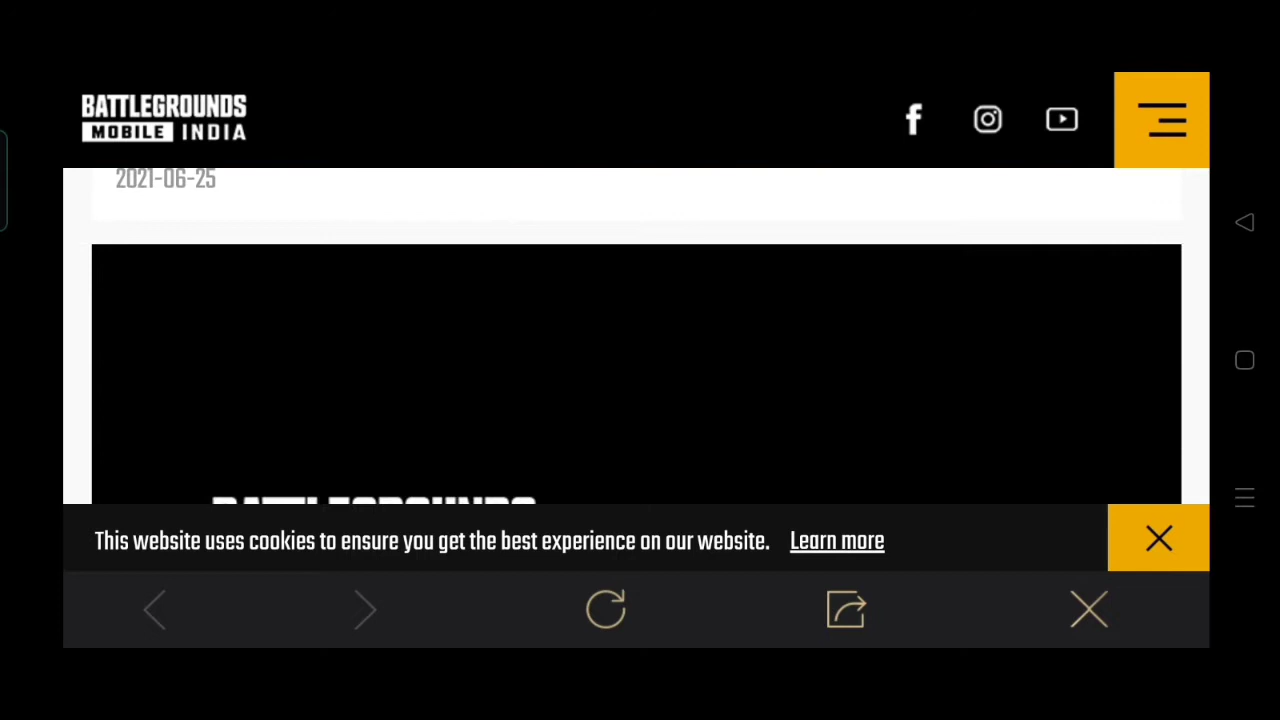 BATTLEGROUNDS
MOBILE INDIA
2021-06-25
BATTLEGROUNDS
This website uses cookies to ensure you get the best experience on our website. Learn more